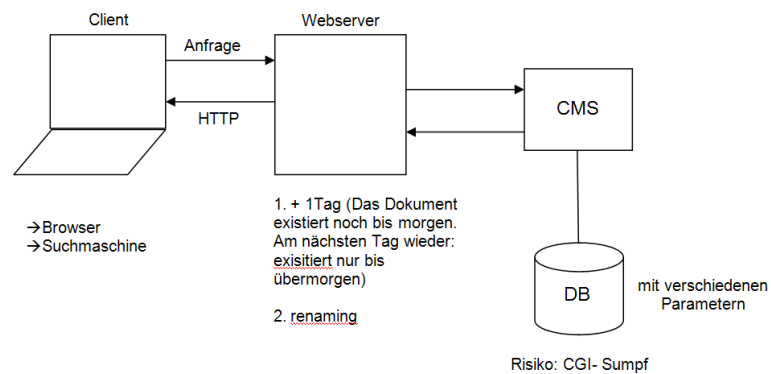 Client
Webserver
Anfrage
HTTP
CMS
→Browser
→Suchmaschine
1. + 1Tag (Das Dokument
existiert noch bis morgen.
Am nächsten Tag wieder:
exisitiert nur bis
übermorgen)
2. renaming
DB
mit verschiedenen
Parametern
Risiko: CGI- Sumpf